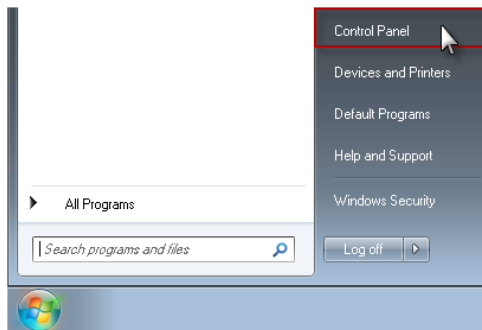 Control Panel
Devices and Printers
Default Programs
Help and Support
Windows Security
All Programs
Search programs and files
Log off